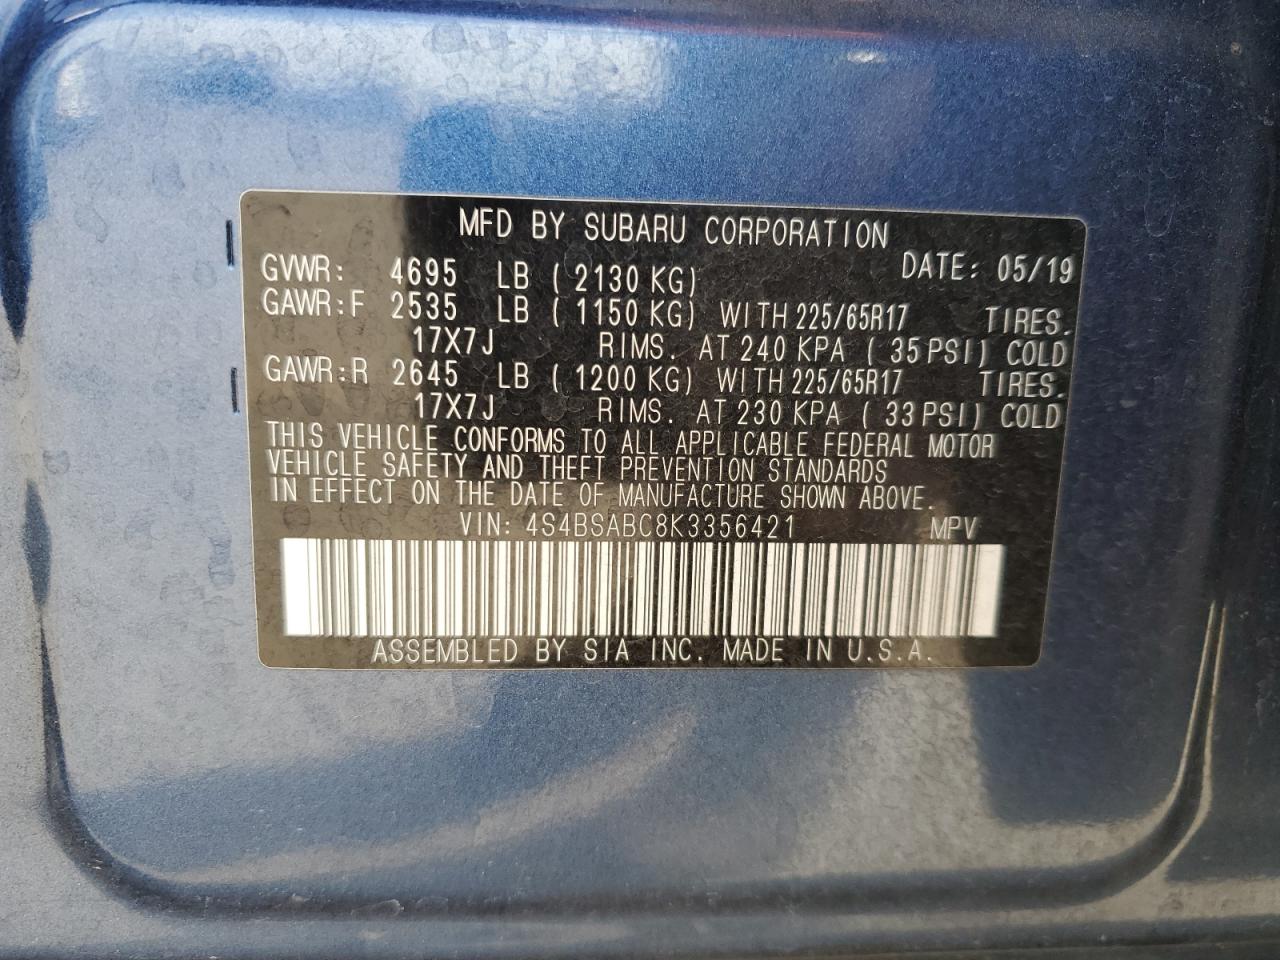 MFD BY SUBARU CORPORATION
GVWR: 4695 LB ( 2130 KG) DATE: 05/19
GAWR:F 2535 LB ( 1150 KG) WITH 225/65R17 TIRES.
17X7J RIMS. AT 240 KPA ( 35 PSI) COLD
GAWR:R 2645 LB ( 1200 KG) WITH 225/65R17 TIRES.
17X7J RIMS. AT 230 KPA ( 33 PSI) COLD
THIS VEHICLE CONFORMS TO ALL APPLICABLE FEDERAL MOTOR
VEHICLE SAFETY AND THEFT PREVENTION STANDARDS
IN EFFECT ON THE DATE OF MANUFACTURE SHOWN ABOVE.
VIN: 4S4BSABC8K3356421 MPV
ASSEMBLED BY SIA INC. MADE IN U.S.A.